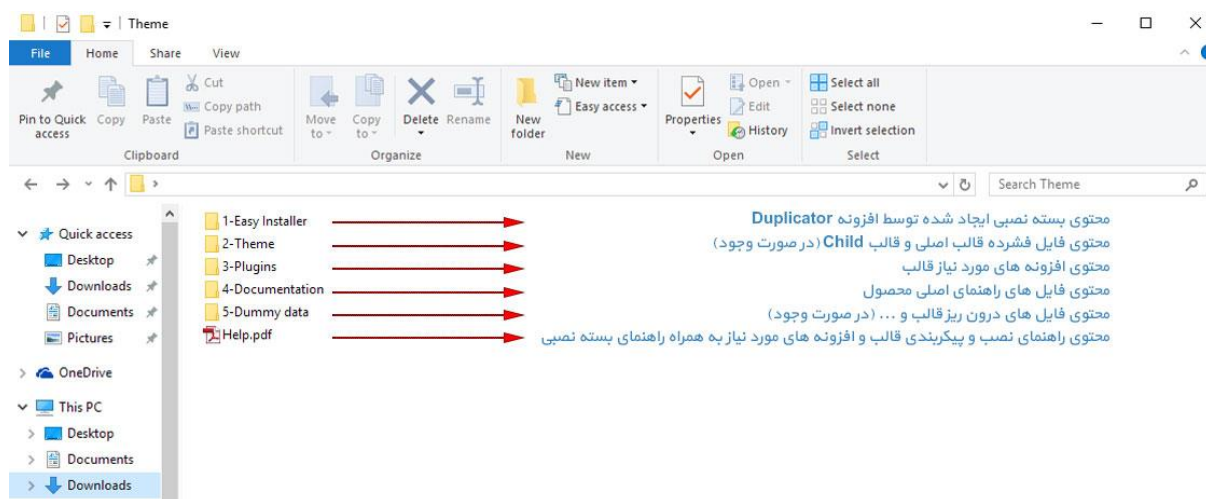 Theme
File Home Share View
Pin to Quick access
Copy
Paste
Cut
Copy path
Paste shortcut
Clipboard
Move to
Copy to
Delete
Rename
Organize
New folder
New item
Easy access
New
Properties
Open
Edit
History
Open
Select all
Select none
Invert selection
Select
Search Theme
Quick access
Desktop
Downloads
Documents
Pictures
OneDrive
This PC
Desktop
Documents
Downloads
1-Easy Installer محتوی بسته نصبی ایجاد شده توسط افزونه Duplicator
2-Theme محتوی فایل فشرده قالب اصلی و قالب Child (در صورت وجود)
3-Plugins محتوی افزونه های مورد نیاز قالب
4-Documentation محتوی فایل های راهنمای اصلی محصول
5-Dummy data محتوی فایل های درون ریز قالب و ... (در صورت وجود)
Help.pdf محتوی راهنمای نصب و پیکربندی قالب و افزونه های مورد نیاز به همراه راهنمای بسته نصبی